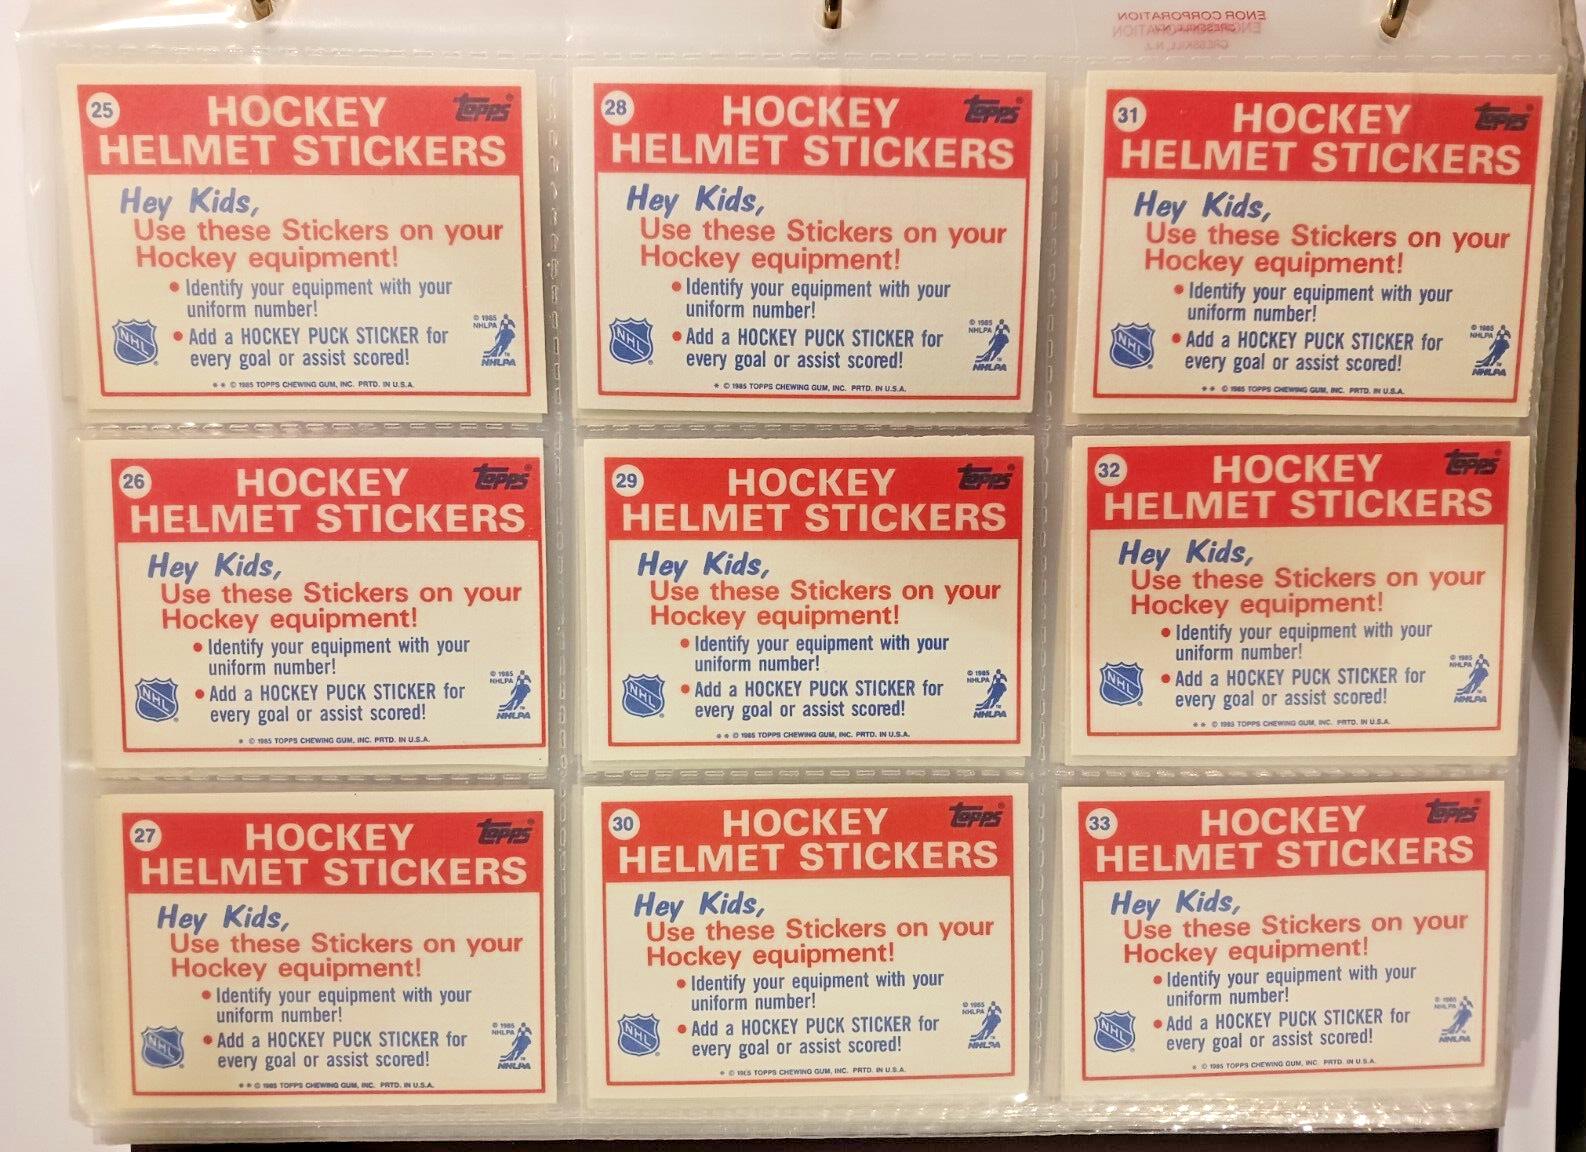 ENOR CORPORATION
CRESSKILL, N.J.
25
HOCKEY
Topps®
HELMET STICKERS
Hey Kids,
Use these Stickers on your
Hockey equipment!
• Identify your equipment with your
uniform number!
• Add a HOCKEY PUCK STICKER for
every goal or assist scored!
NHL ®
© 1985
NHLPA
TM
NHLPA
* * © 1985 TOPPS CHEWING GUM, INC. PRTD. IN U.S.A.
28
HOCKEY
Topps®
HELMET STICKERS
Hey Kids,
Use these Stickers on your
Hockey equipment!
• Identify your equipment with your
uniform number!
• Add a HOCKEY PUCK STICKER for
every goal or assist scored!
NHL ®
© 1985
NHLPA
TM
NHLPA
* © 1985 TOPPS CHEWING GUM, INC. PRTD. IN U.S.A.
31
HOCKEY
Topps®
HELMET STICKERS
Hey Kids,
Use these Stickers on your
Hockey equipment!
• Identify your equipment with your
uniform number!
• Add a HOCKEY PUCK STICKER for
every goal or assist scored!
NHL ®
© 1985
NHLPA
TM
NHLPA
* * © 1985 TOPPS CHEWING GUM, INC. PRTD. IN U.S.A.
26
HOCKEY
Topps®
HELMET STICKERS
Hey Kids,
Use these Stickers on your
Hockey equipment!
• Identify your equipment with your
uniform number!
• Add a HOCKEY PUCK STICKER for
every goal or assist scored!
NHL ®
© 1985
NHLPA
TM
NHLPA
* © 1985 TOPPS CHEWING GUM, INC. PRTD. IN U.S.A.
29
HOCKEY
Topps®
HELMET STICKERS
Hey Kids,
Use these Stickers on your
Hockey equipment!
• Identify your equipment with your
uniform number!
• Add a HOCKEY PUCK STICKER for
every goal or assist scored!
NHL ®
© 1985
NHLPA
TM
NHLPA
* * © 1985 TOPPS CHEWING GUM, INC. PRTD. IN U.S.A.
32
HOCKEY
Topps®
HELMET STICKERS
Hey Kids,
Use these Stickers on your
Hockey equipment!
• Identify your equipment with your
uniform number!
• Add a HOCKEY PUCK STICKER for
every goal or assist scored!
NHL ®
© 1985
NHLPA
TM
NHLPA
* * © 1985 TOPPS CHEWING GUM, INC. PRTD. IN U.S.A.
27
HOCKEY
Topps®
HELMET STICKERS
Hey Kids,
Use these Stickers on your
Hockey equipment!
• Identify your equipment with your
uniform number!
• Add a HOCKEY PUCK STICKER for
every goal or assist scored!
NHL ®
© 1985
NHLPA
TM
NHLPA
* * © 1985 TOPPS CHEWING GUM, INC. PRTD. IN U.S.A.
30
HOCKEY
Topps®
HELMET STICKERS
Hey Kids,
Use these Stickers on your
Hockey equipment!
• Identify your equipment with your
uniform number!
• Add a HOCKEY PUCK STICKER for
every goal or assist scored!
NHL ®
© 1985
NHLPA
TM
NHLPA
* © 1985 TOPPS CHEWING GUM, INC. PRTD. IN U.S.A.
33
HOCKEY
Topps®
HELMET STICKERS
Hey Kids,
Use these Stickers on your
Hockey equipment!
• Identify your equipment with your
uniform number!
• Add a HOCKEY PUCK STICKER for
every goal or assist scored!
NHL ®
© 1985
NHLPA
TM
NHLPA
* © 1985 TOPPS CHEWING GUM, INC. PRTD. IN U.S.A.